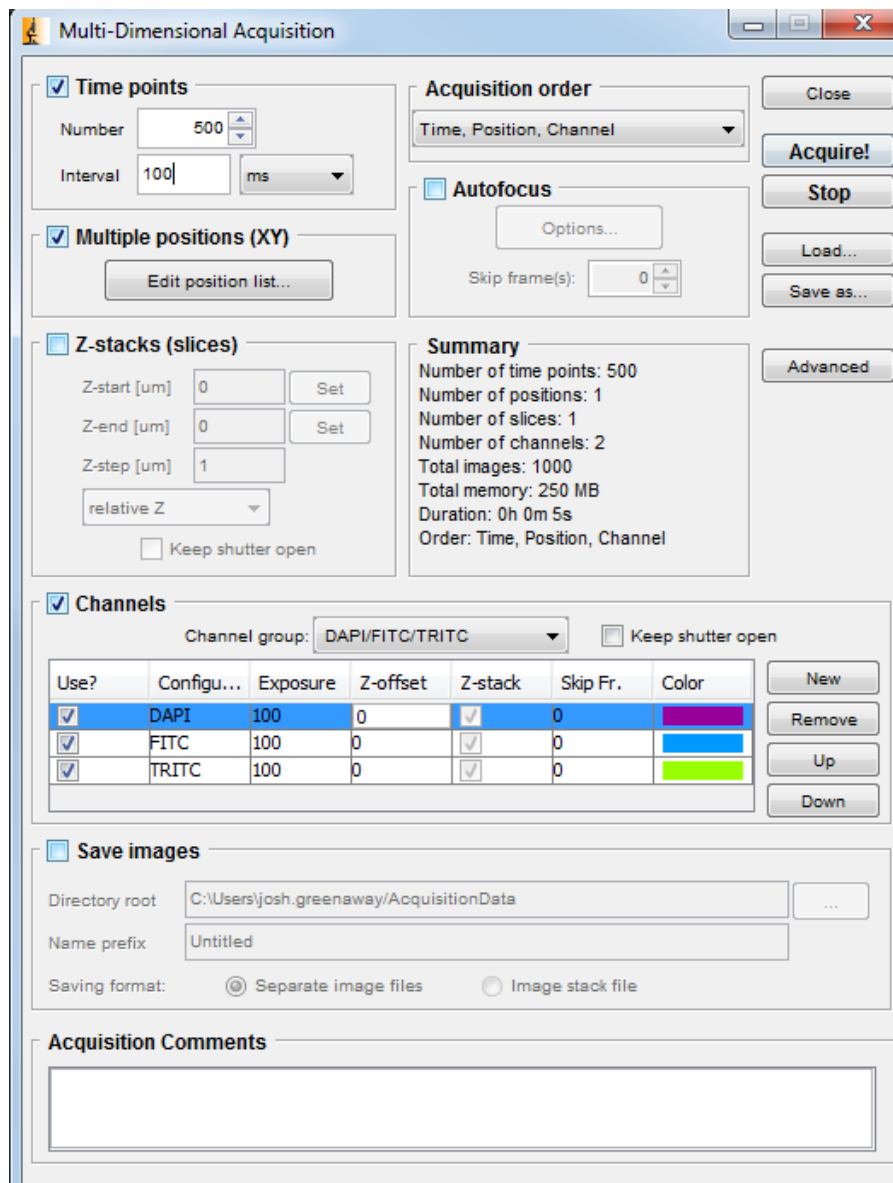 Multi-Dimensional Acquisition
Time points
Number 500
Interval 100 ms
Acquisition order
Time, Position, Channel
Close
Acquire!
Stop
Autofocus
Options...
Skip frame(s): 0
Multiple positions (XY)
Edit position list...
Load...
Save as...
Z-stacks (slices)
Z-start [um] 0 Set
Z-end [um] 0 Set
Z-step [um] 1
relative Z
Keep shutter open
Summary
Number of time points: 500
Number of positions: 1
Number of slices: 1
Number of channels: 2
Total images: 1000
Total memory: 250 MB
Duration: 0h 0m 5s
Order: Time, Position, Channel
Advanced
Channels
Channel group: DAPI/FITC/TRITC Keep shutter open
Use? Configu... Exposure Z-offset Z-stack Skip Fr. Color
DAPI 100 0 0
FITC 100 0 0
TRITC 100 0 0
New
Remove
Up
Down
Save images
Directory root C:\Users\josh.greenaway/AcquisitionData ...
Name prefix Untitled
Saving format: Separate image files Image stack file
Acquisition Comments